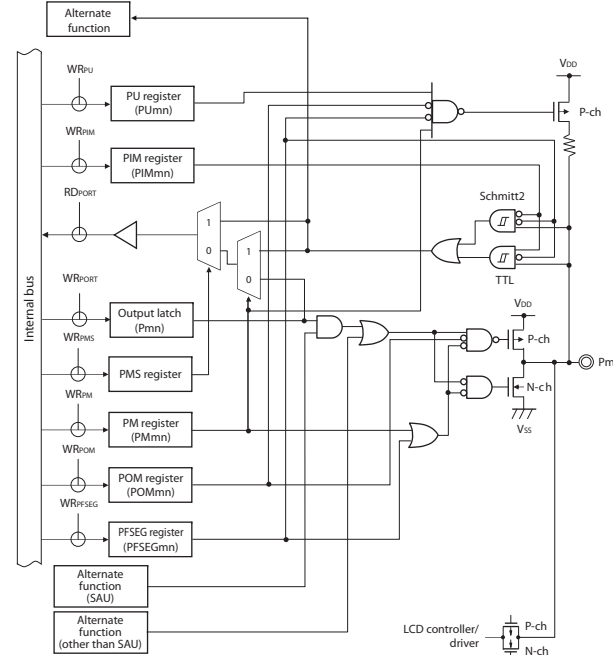 Alternate
function
WRPU
PU register
(PUmn)
VDD
P-ch
WRPIM
PIM register
(PIMmn)
RDPORT
1
0
1
0
Schmitt2
TTL
Internal bus
WRPORT
Output latch
(Pmn)
VDD
P-ch
WRPMS
PMS register
Pm
N-ch
WRPM
PM register
(PMmn)
VSS
WRPOM
POM register
(POMmn)
WRPFSEG
PFSEG register
(PFSEGmn)
Alternate
function
(SAU)
Alternate
function
(other than SAU)
LCD controller/
driver
P-ch
N-ch